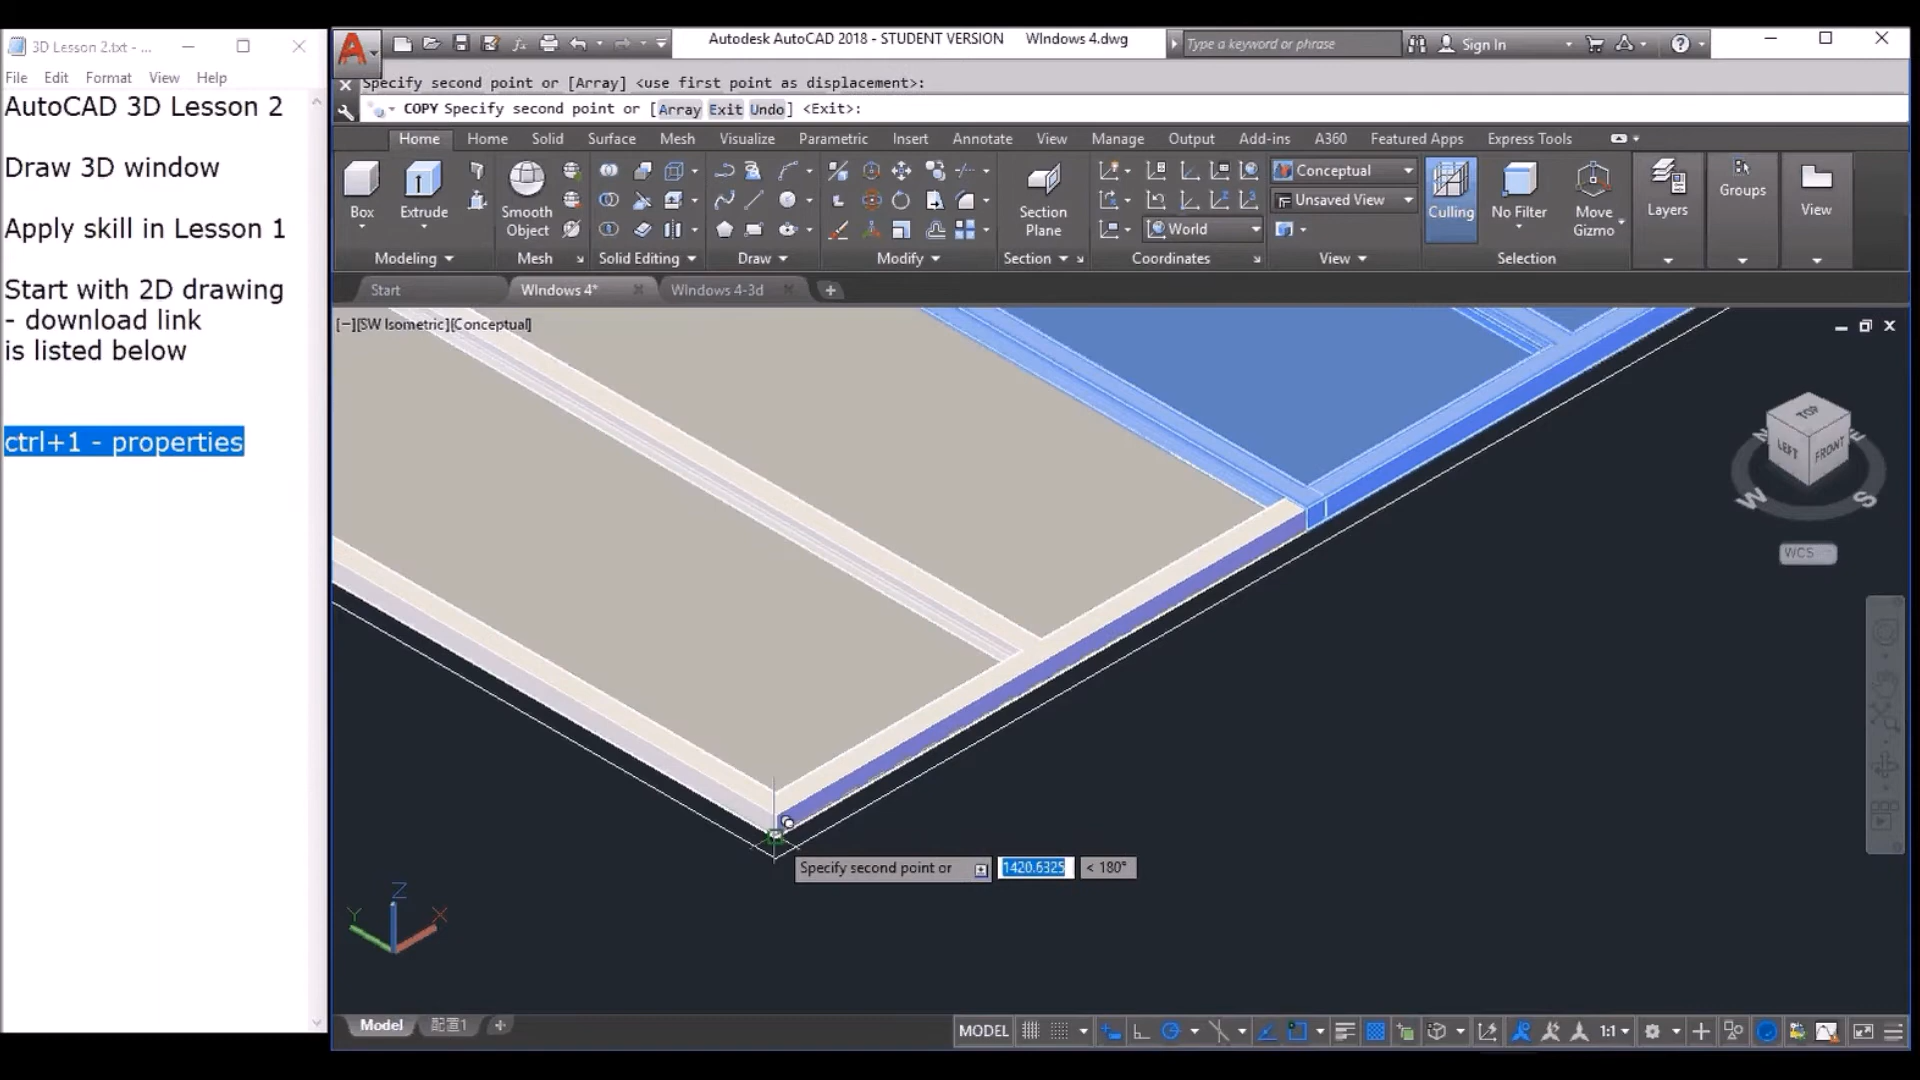 3D Lesson 2.txt - ...
File Edit Format View Help
AutoCAD 3D Lesson 2
Draw 3D window
Apply skill in Lesson 1
Start with 2D drawing
- download link
is listed below
ctrl+1 - properties
Autodesk AutoCAD 2018 - STUDENT VERSION WIndows 4.dwg
Type a keyword or phrase
Sign In
Specify second point or [Array] <use first point as displacement>:
COPY Specify second point or [Array Exit Undo] <Exit>:
Home Home Solid Surface Mesh Visualize Parametric Insert Annotate View Manage Output Add-ins A360 Featured Apps Express Tools
Box
Extrude
Smooth
Object
Section
Plane
Conceptual
Unsaved View
World
Culling
No Filter
Move
Gizmo
Layers
Groups
View
Modeling Mesh Solid Editing Draw Modify Section Coordinates View Selection
Start WIndows 4* WIndows 4-3d
[−][SW Isometric][Conceptual]
TOP
LEFT FRONT
N E
W S
WCS
Specify second point or 1420.6325 < 180°
Z
Y X
Model 配置1
MODEL 1:1